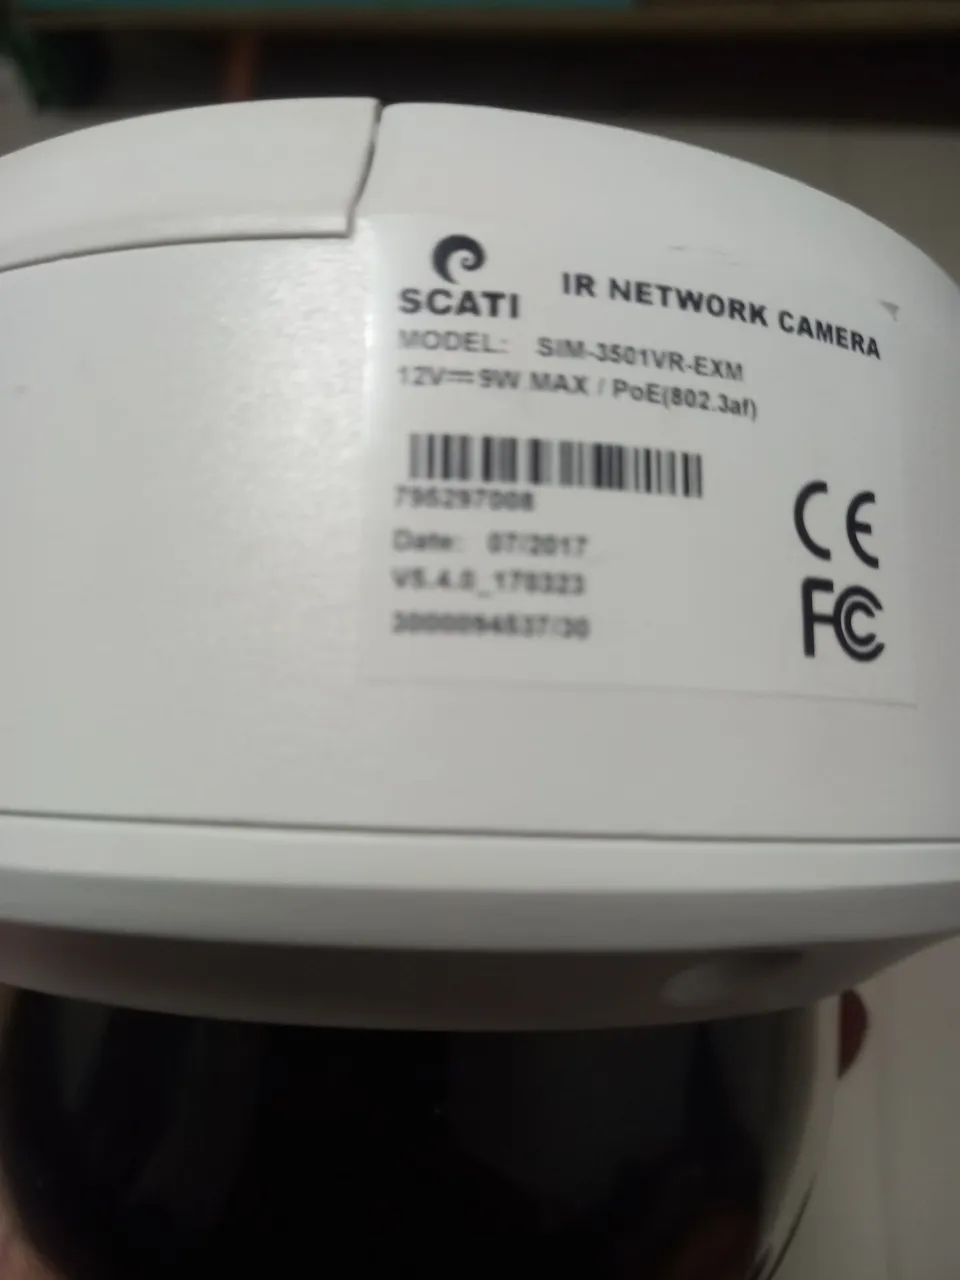 SCATI
IR NETWORK CAMERA
MODEL: SIM-3501VR-EXM
12V⎓9W MAX / PoE(802.3af)
795297008
Date: 07/2017
V5.4.0_170323
CE
FC